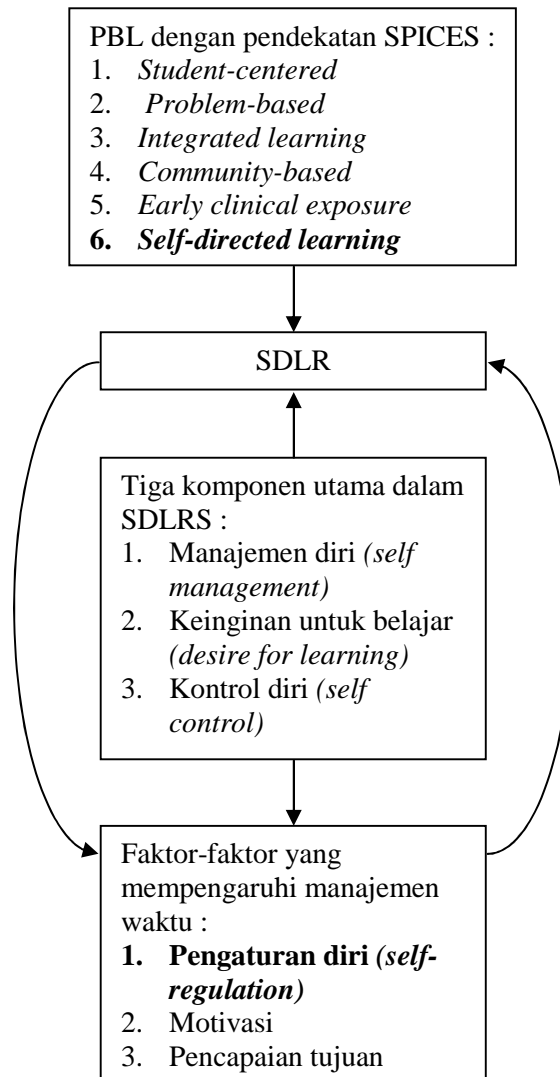 PBL dengan pendekatan SPICES :
1. Student-centered
2. Problem-based
3. Integrated learning
4. Community-based
5. Early clinical exposure
6. Self-directed learning
SDLR
Tiga komponen utama dalam
SDLRS :
1. Manajemen diri (self
management)
2. Keinginan untuk belajar
(desire for learning)
3. Kontrol diri (self
control)
Faktor-faktor yang
mempengaruhi manajemen
waktu :
1. Pengaturan diri (self-
regulation)
2. Motivasi
3. Pencapaian tujuan